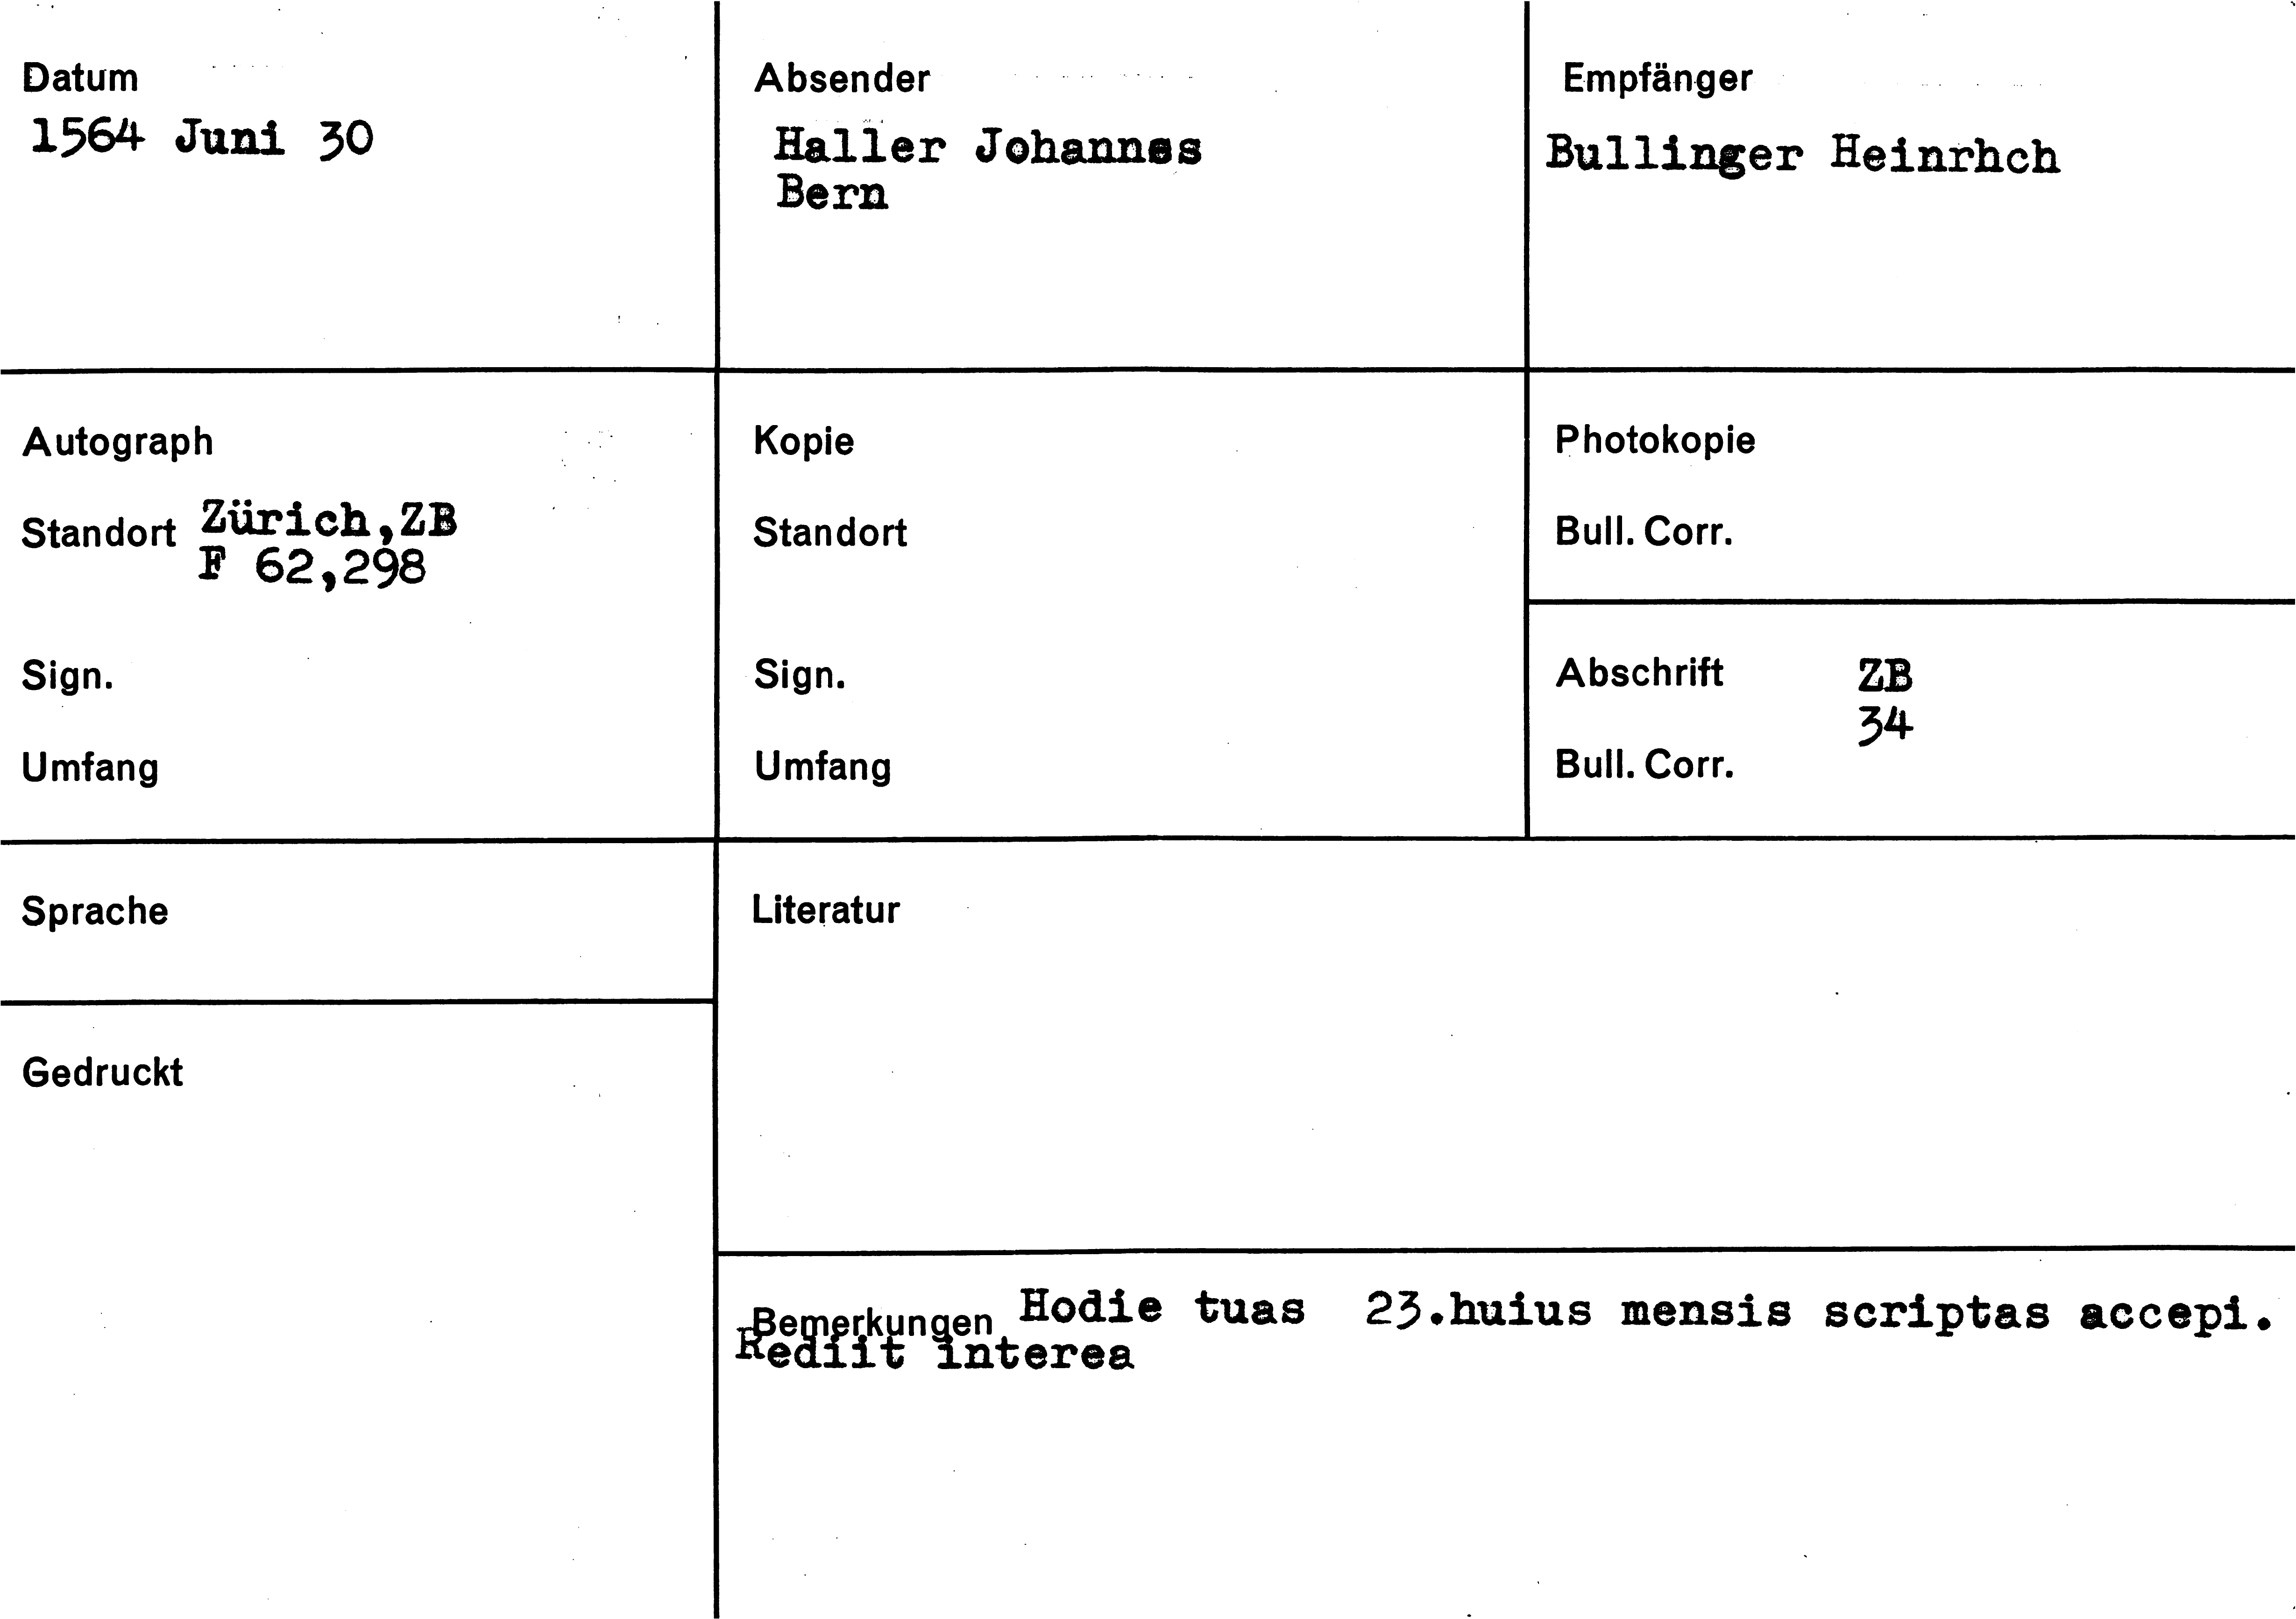 Datum
1564 Juni 30
Absender
Haller Johannes
Bern
Empfänger
Bullinger Heinrhch
Autograph
Standort Zürich,ZB
F 62,298
Sign.
Umfang
Kopie
Standort
Sign.
Umfang
Photokopie
Bull. Corr.
Abschrift ZB
34
Bull. Corr.
Sprache
Gedruckt
Literatur
Bemerkungen Hodie tuas 23.huius mensis scriptas accepi.
Rediit interea